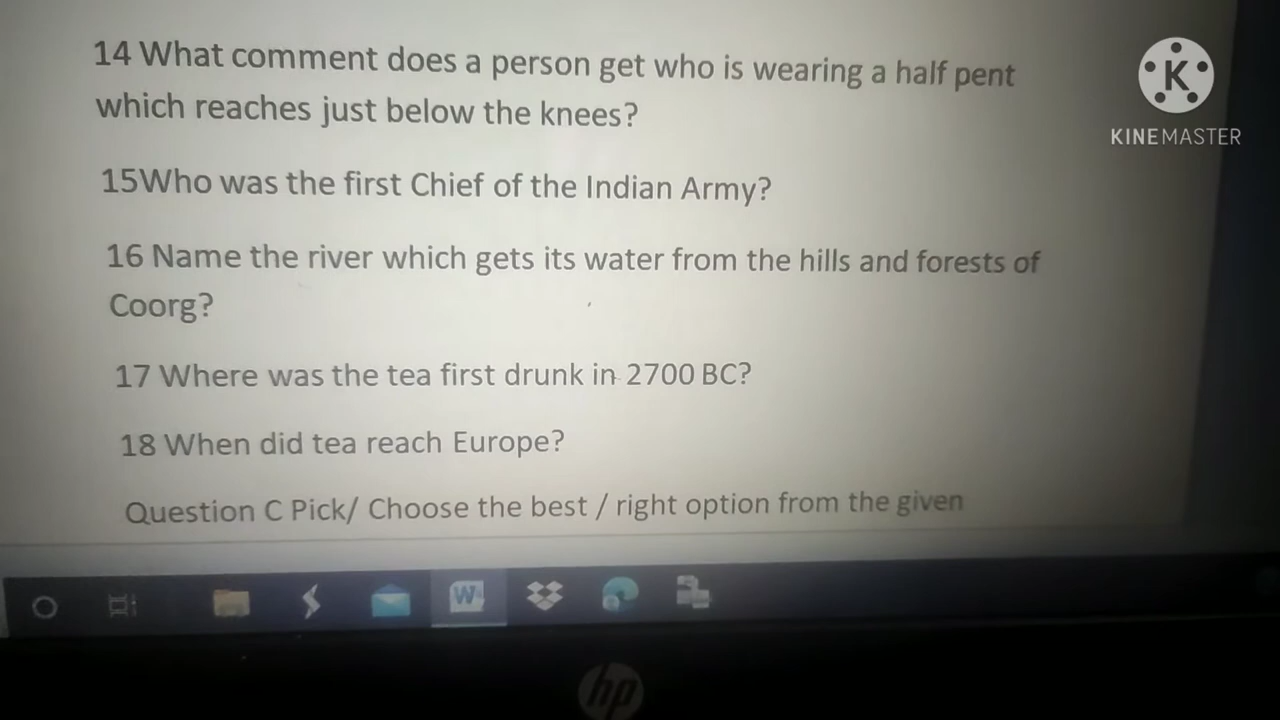 14 What comment does a person get who is wearing a half pent
which reaches just below the knees?
15Who was the first Chief of the Indian Army?
16 Name the river which gets its water from the hills and forests of
Coorg?
17 Where was the tea first drunk in 2700 BC?
18 When did tea reach Europe?
Question C Pick/ Choose the best / right option from the given
K
KINEMASTER
W
hp